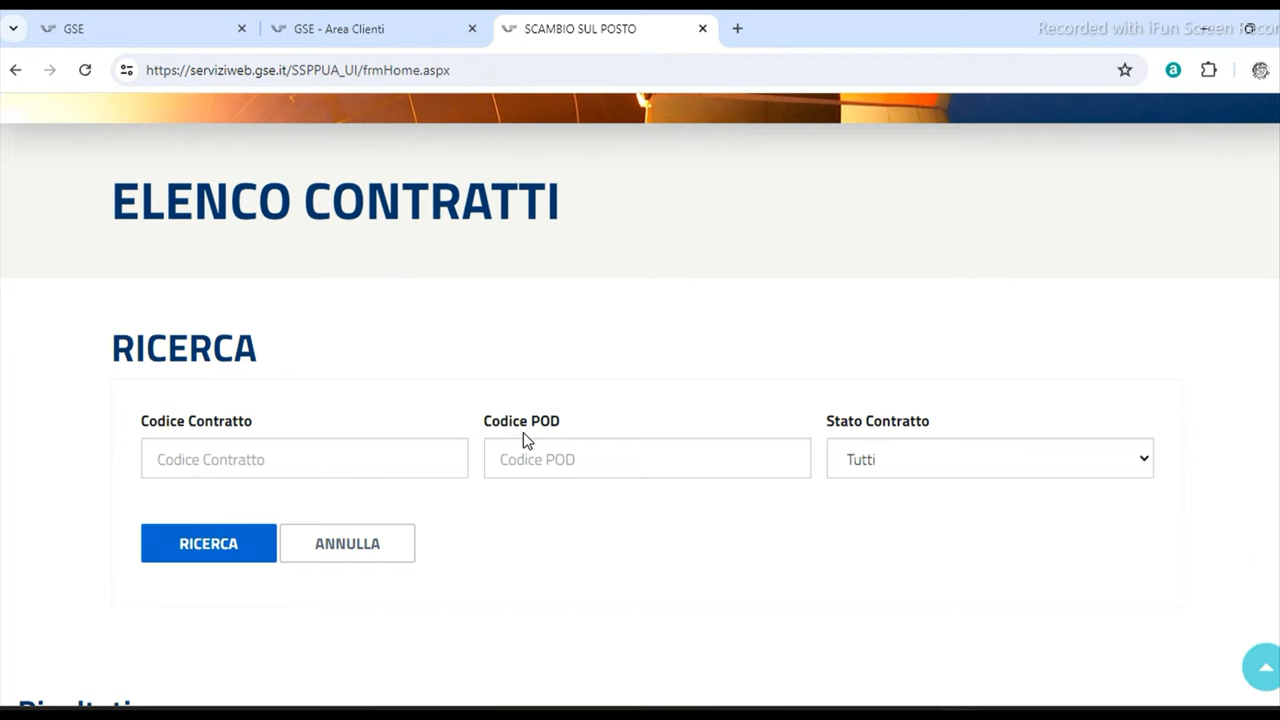 GSE
GSE - Area Clienti
SCAMBIO SUL POSTO
Recorded with iFun Screen Recor
https://serviziweb.gse.it/SSPPUA_UI/frmHome.aspx
a
ELENCO CONTRATTI
RICERCA
Codice Contratto
Codice POD
Stato Contratto
Codice Contratto
Codice POD
Tutti
RICERCA
ANNULLA